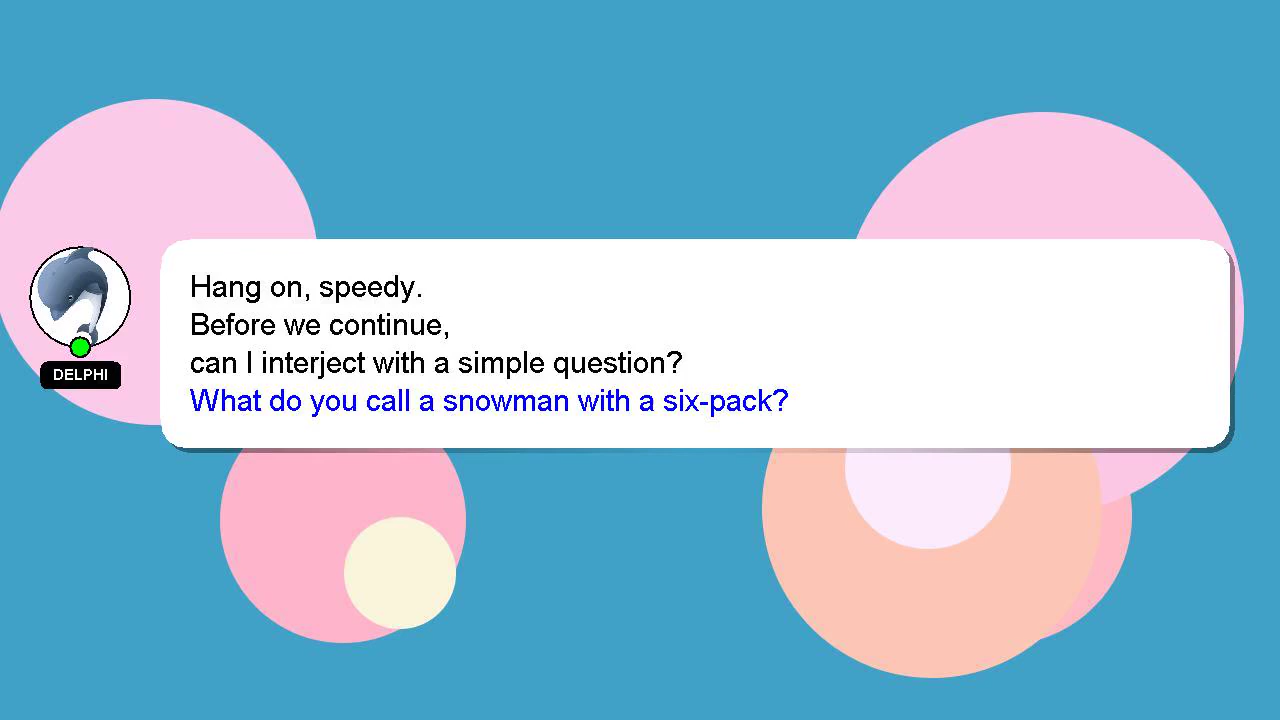 Hang on, speedy.
Before we continue,
can I interject with a simple question?
What do you call a snowman with a six-pack?
DELPHI